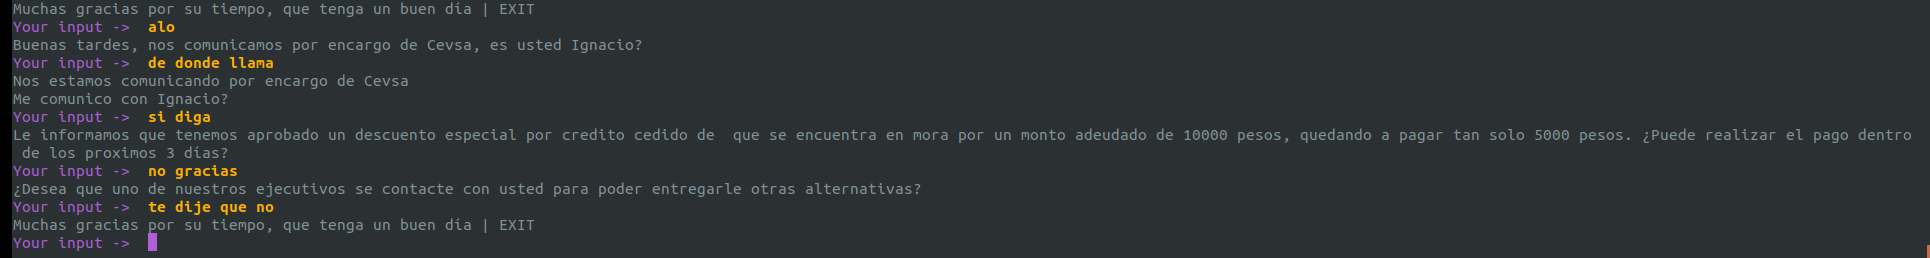 Muchas gracias por su tiempo, que tenga un buen día | EXIT
Your input -> alo
Buenas tardes, nos comunicamos por encargo de Cevsa, es usted Ignacio?
Your input -> de donde llama
Nos estamos comunicando por encargo de Cevsa
Me comunico con Ignacio?
Your input -> si diga
Le informamos que tenemos aprobado un descuento especial por credito cedido de  que se encuentra en mora por un monto adeudado de 10000 pesos, quedando a pagar tan solo 5000 pesos. ¿Puede realizar el pago dentro
de los proximos 3 dias?
Your input -> no gracias
¿Desea que uno de nuestros ejecutivos se contacte con usted para poder entregarle otras alternativas?
Your input -> te dije que no
Muchas gracias por su tiempo, que tenga un buen día | EXIT
Your input ->